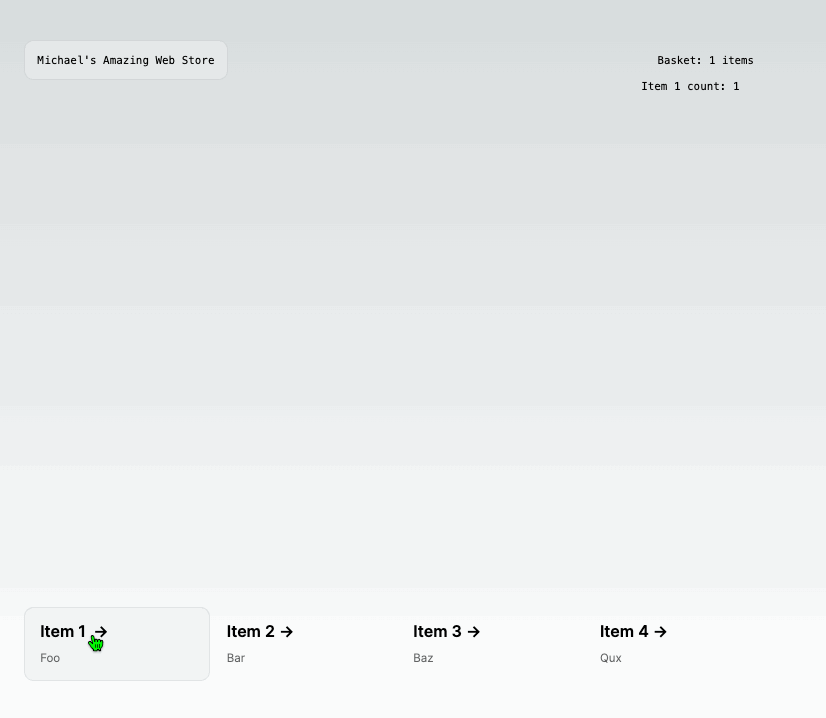 Michael's Amazing Web Store
Basket: 1 items
Item 1 count: 1
Item 1 →
Foo
Item 2 →
Bar
Item 3 →
Baz
Item 4 →
Qux